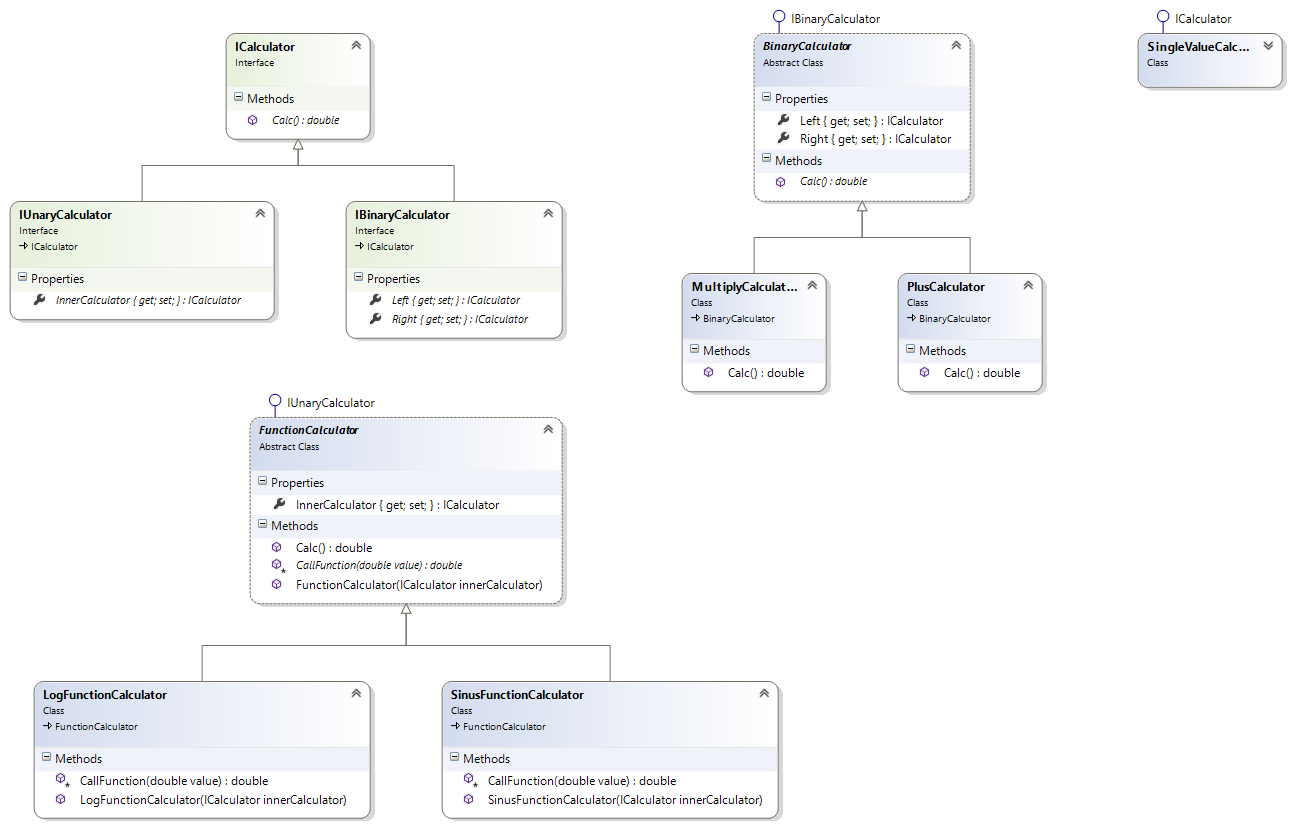 ICalculator
Interface
Methods
Calc() : double
IUnaryCalculator
Interface
ICalculator
Properties
InnerCalculator { get; set; } : ICalculator
IBinaryCalculator
Interface
ICalculator
Properties
Left { get; set; } : ICalculator
Right { get; set; } : ICalculator
IBinaryCalculator
BinaryCalculator
Abstract Class
Properties
Left { get; set; } : ICalculator
Right { get; set; } : ICalculator
Methods
Calc() : double
MultiplyCalculat...
Class
BinaryCalculator
Methods
Calc() : double
PlusCalculator
Class
BinaryCalculator
Methods
Calc() : double
ICalculator
SingleValueCalc...
Class
IUnaryCalculator
FunctionCalculator
Abstract Class
Properties
InnerCalculator { get; set; } : ICalculator
Methods
Calc() : double
CallFunction(double value) : double
FunctionCalculator(ICalculator innerCalculator)
LogFunctionCalculator
Class
FunctionCalculator
Methods
CallFunction(double value) : double
LogFunctionCalculator(ICalculator innerCalculator)
SinusFunctionCalculator
Class
FunctionCalculator
Methods
CallFunction(double value) : double
SinusFunctionCalculator(ICalculator innerCalculator)